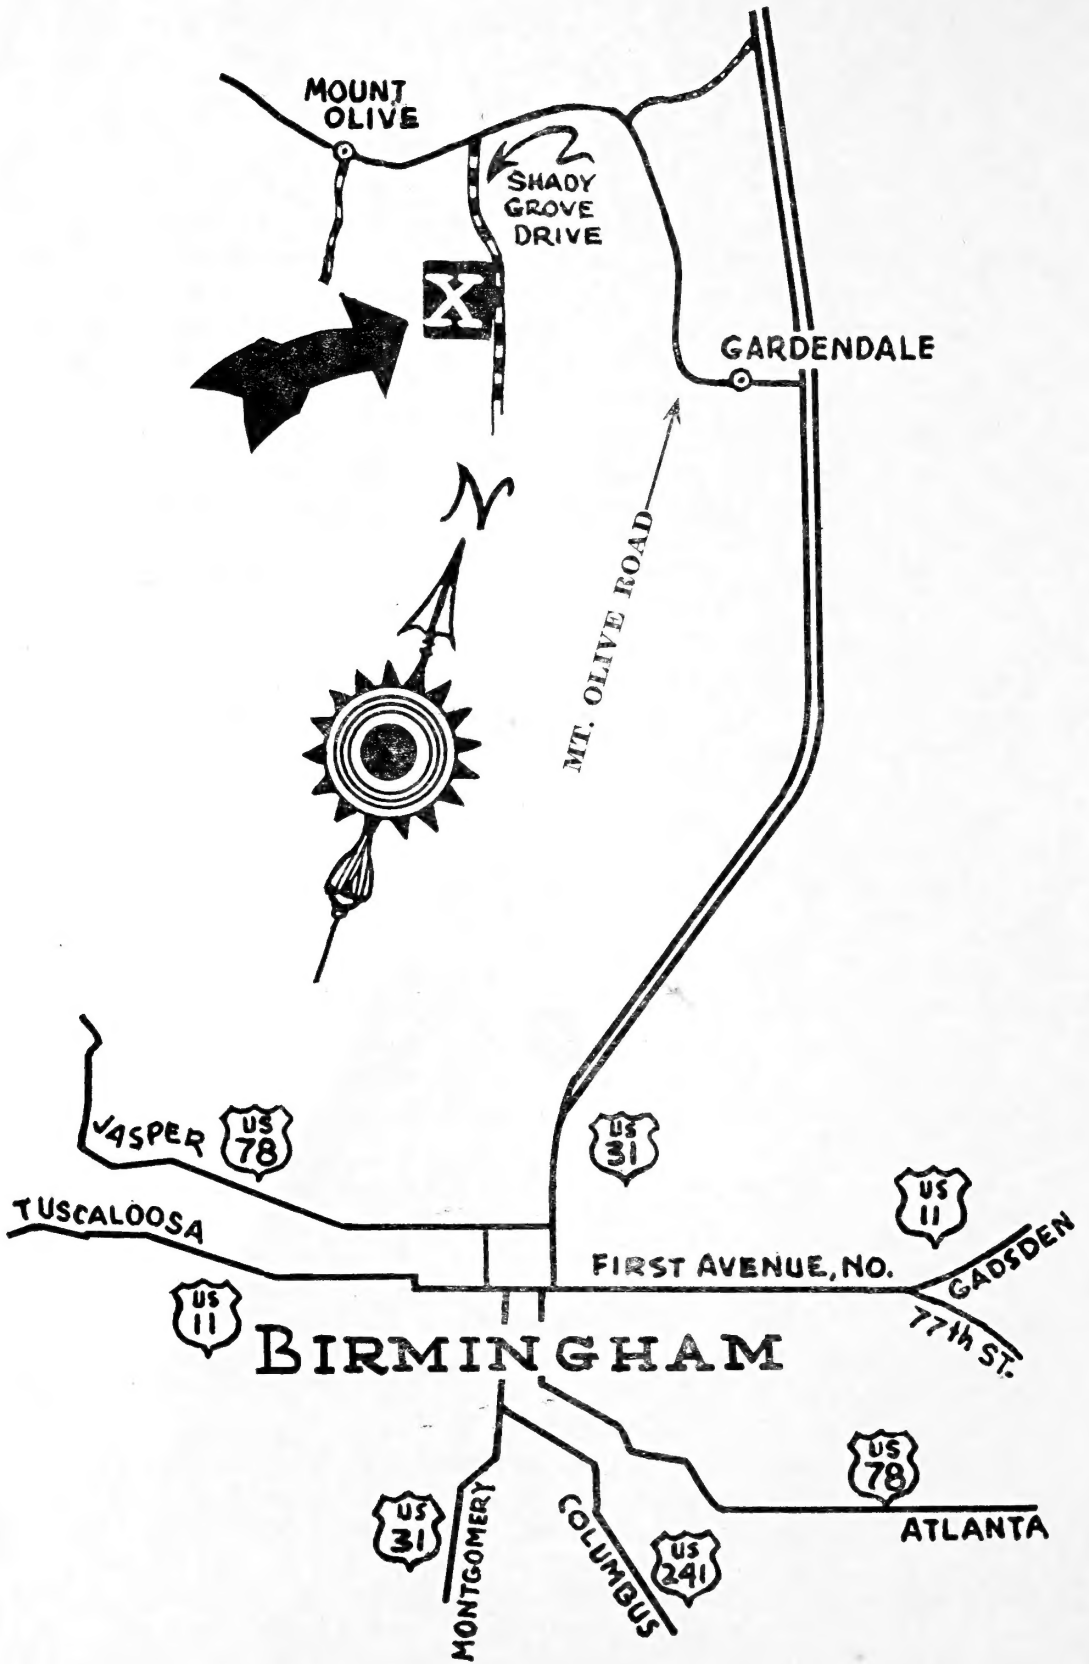 MOUNT
OLIVE
SHADY
GROVE
DRIVE
X
GARDENDALE
N
MT. OLIVE ROAD
JASPER
US
78
US
31
TUSCALOOSA
US
11
FIRST AVENUE, NO.
GADSDEN
US
11
77th ST.
BIRMINGHAM
US
78
ATLANTA
US
31
MONTGOMERY
COLUMBUS
US
241